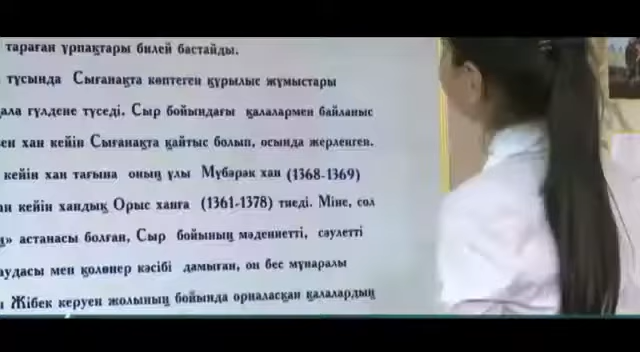 тараған ұрпақтары билей бастайды.
тұсында Сығанақта көптеген құрылыс жұмыстары
ала гүлдене түседі. Сыр бойындағы қалалармен байланыс
ен хан кейін Сығанақта қайтыс болып, осында жерленген.
кейін хан тағына оның ұлы Мүбәрәк хан (1368-1369)
ан кейін хандық Орыс ханға (1361-1378) тиеді. Міне, сол
ң» астанасы болған, Сыр бойының мәдениетті, сәулетті
аудасы мен қолөнер кәсібі дамыған, он бес мұнаралы
ы Жібек керуен жолының бойында орналасқан қалалардың